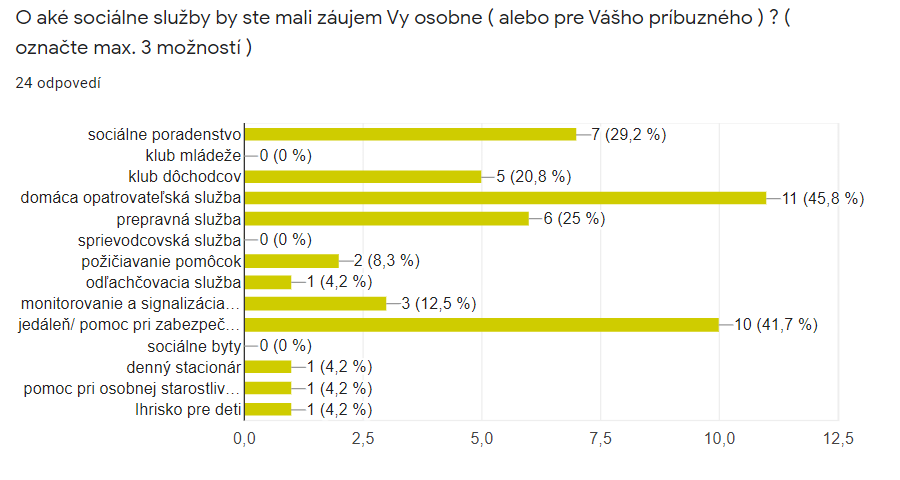 O aké sociálne služby by ste mali záujem Vy osobne ( alebo pre Vášho príbuzného ) ? (
označte max. 3 možností )
24 odpovedí
sociálne poradenstvo 7 (29,2 %)
klub mládeže 0 (0 %)
klub dôchodcov 5 (20,8 %)
domáca opatrovateľská služba 11 (45,8 %)
prepravná služba 6 (25 %)
sprievodcovská služba 0 (0 %)
požičiavanie pomôcok 2 (8,3 %)
odľachčovacia služba 1 (4,2 %)
monitorovanie a signalizácia… 3 (12,5 %)
jedáleň/ pomoc pri zabezpeč… 10 (41,7 %)
sociálne byty 0 (0 %)
denný stacionár 1 (4,2 %)
pomoc pri osobnej starostliv… 1 (4,2 %)
Ihrisko pre deti 1 (4,2 %)
0,0 2,5 5,0 7,5 10,0 12,5